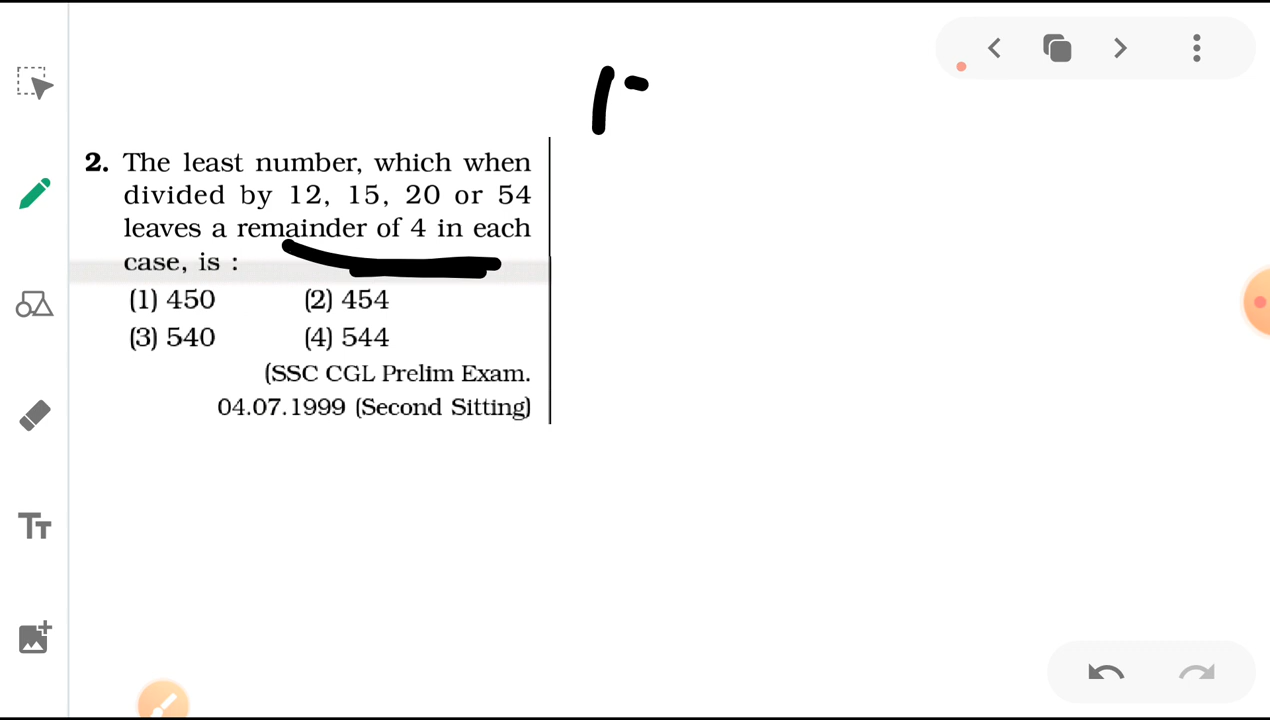 2. The least number, which when
divided by 12, 15, 20 or 54
leaves a remainder of 4 in each
case, is :
(1) 450 (2) 454
(3) 540 (4) 544
(SSC CGL Prelim Exam.
04.07.1999 (Second Sitting)
TT